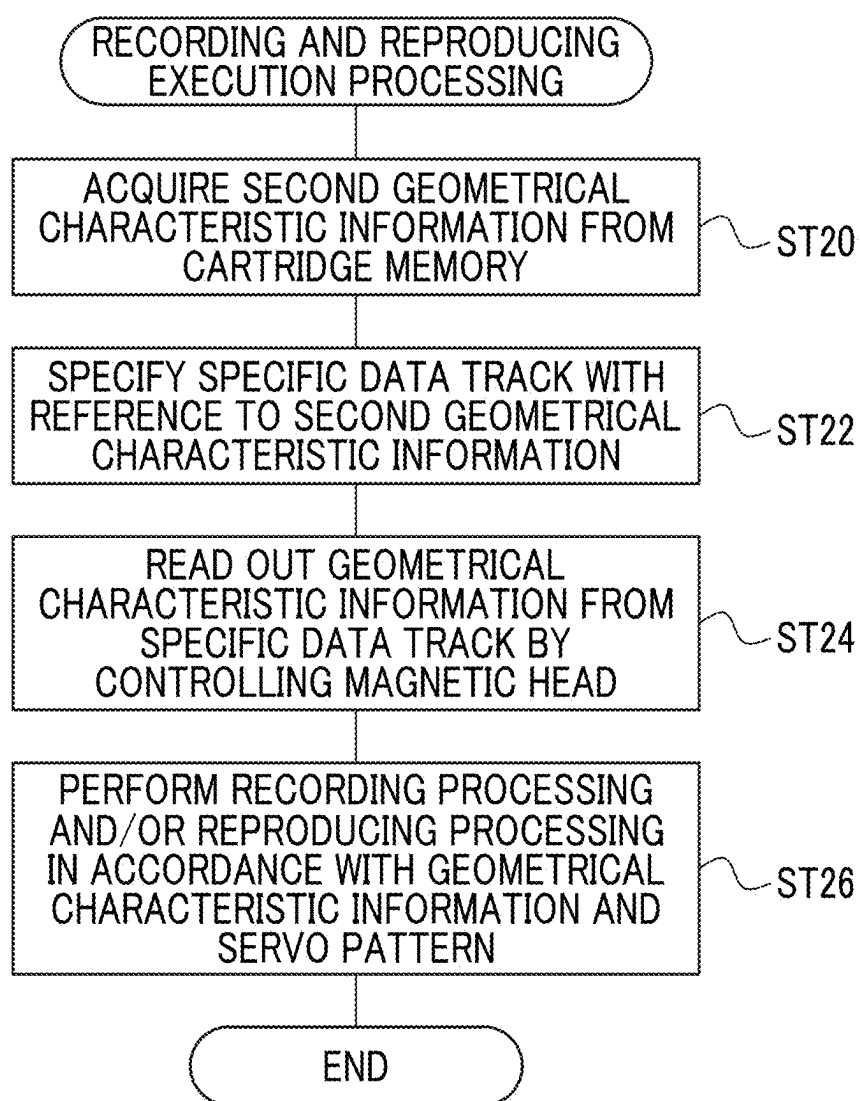 RECORDING AND REPRODUCING
EXECUTION PROCESSING
ACQUIRE SECOND GEOMETRICAL
CHARACTERISTIC INFORMATION FROM
CARTRIDGE MEMORY
ST20
SPECIFY SPECIFIC DATA TRACK WITH
REFERENCE TO SECOND GEOMETRICAL
CHARACTERISTIC INFORMATION
ST22
READ OUT GEOMETRICAL
CHARACTERISTIC INFORMATION FROM
SPECIFIC DATA TRACK BY
CONTROLLING MAGNETIC HEAD
ST24
PERFORM RECORDING PROCESSING
AND/OR REPRODUCING PROCESSING
IN ACCORDANCE WITH GEOMETRICAL
CHARACTERISTIC INFORMATION AND
SERVO PATTERN
ST26
END